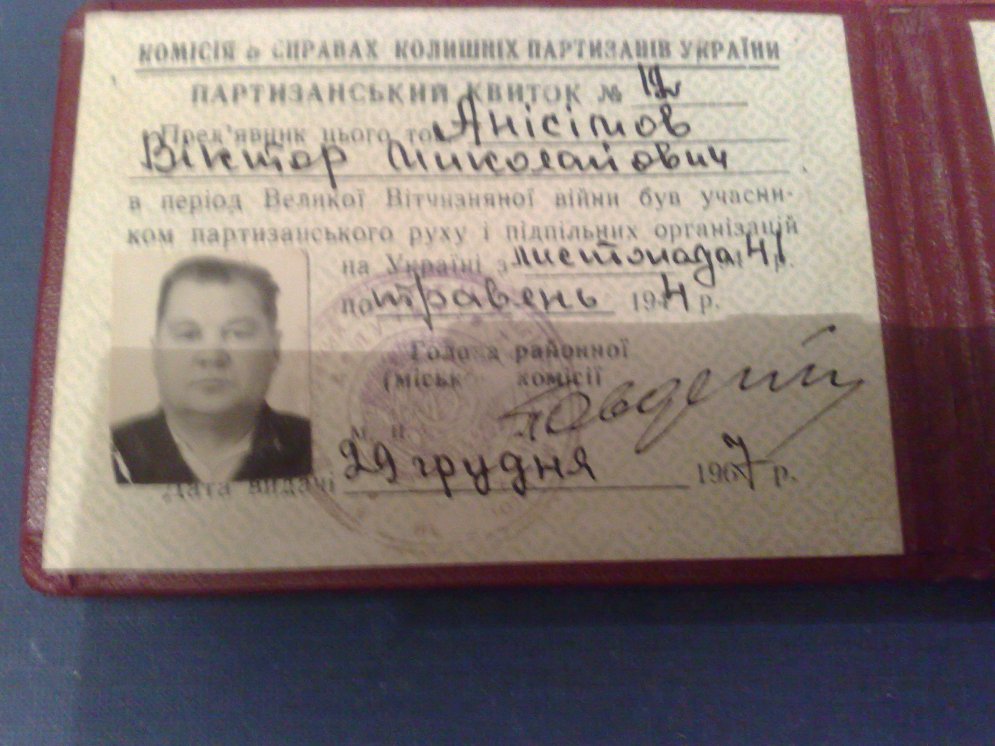 КОМІСІЯ в СПРАВАХ КОЛИШНІХ ПАРТИЗАНІВ УКРАЇНИ
ПАРТИЗАНСЬКИЙ КВИТОК № 12
Пред'явник цього то Анісімов
Віктор Миколайович
в період Великої Вітчизняної війни був учасни-
ком партизанського руху і підпільних організацій
на Україні з листопада 41 р.
по травень 1944 р.
Голова районної
(міськ комісії
М. П.
Дата видачі 29 грудня 1967 р.